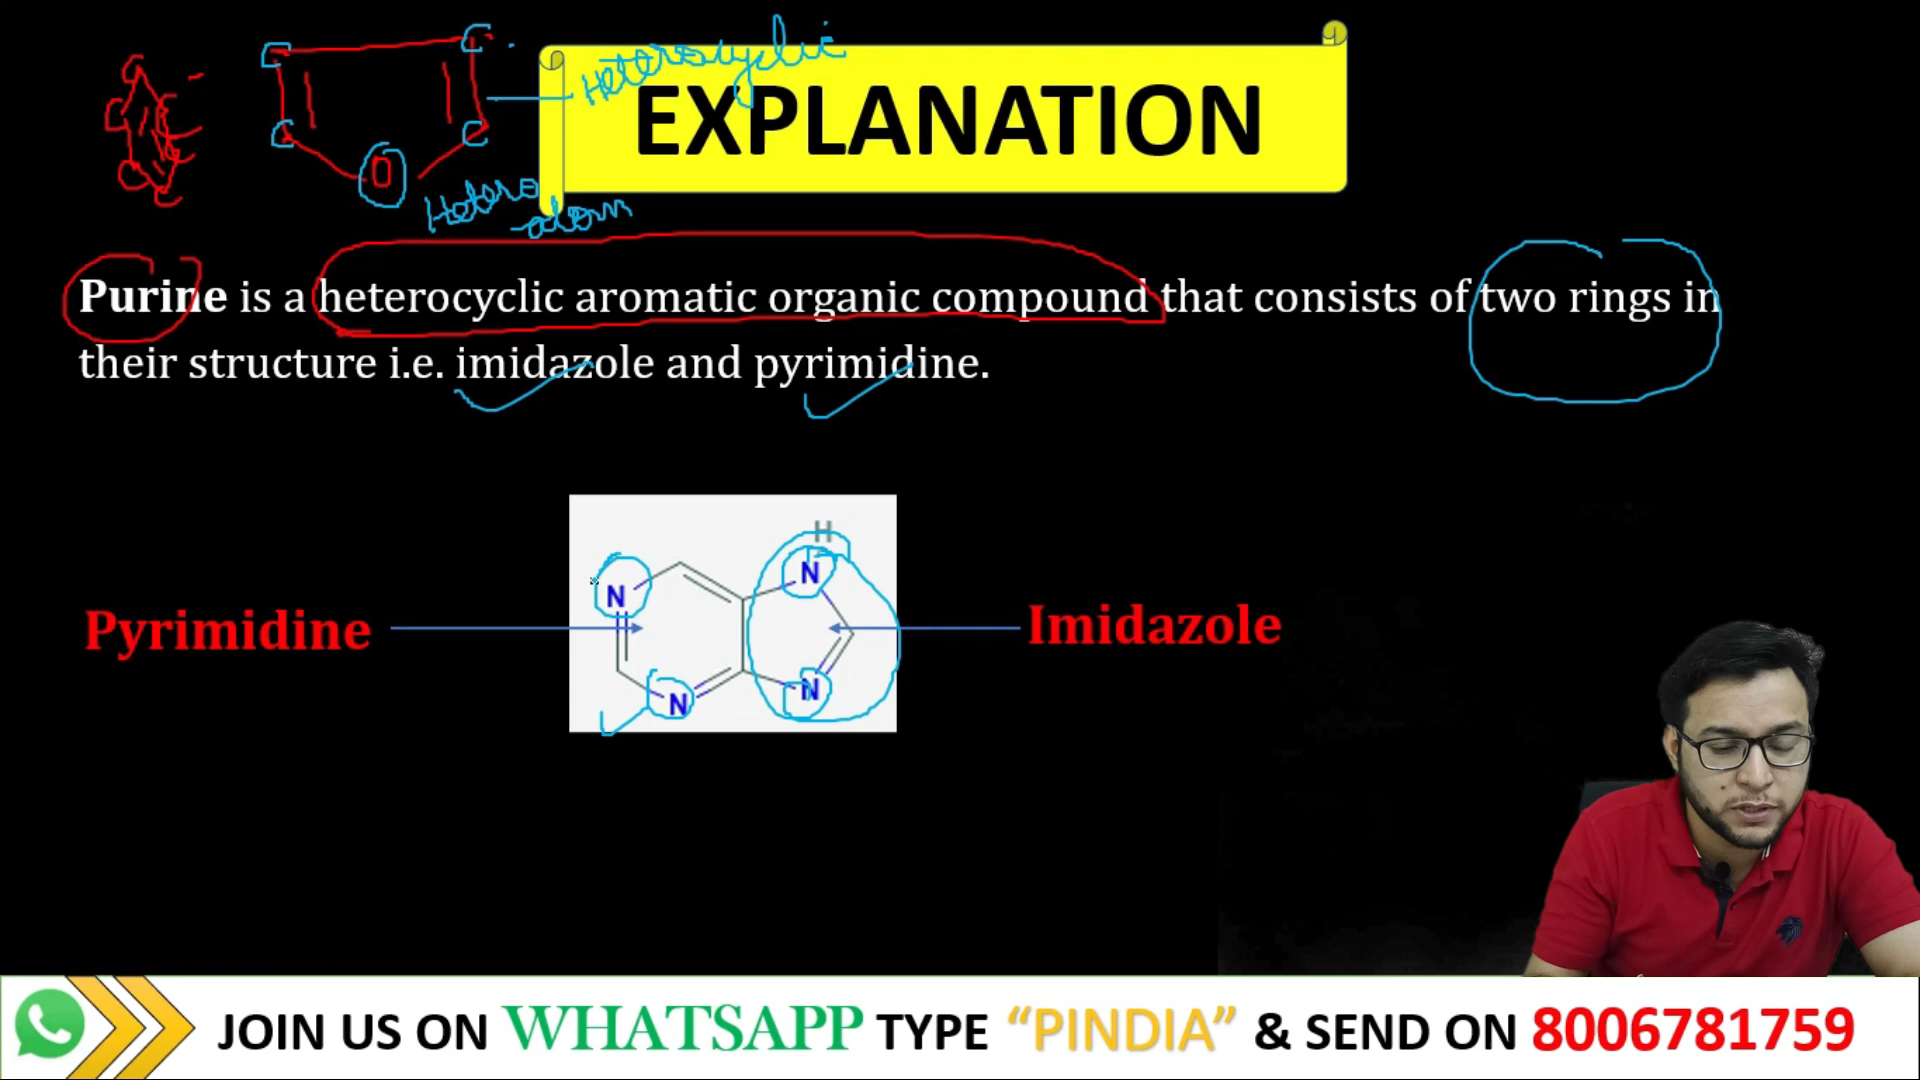 C C
Heterocyclic
EXPLANATION
C C
O
Hetero
atom
Purine is a heterocyclic aromatic organic compound that consists of two rings in
their structure i.e. imidazole and pyrimidine.
H
N
N
Pyrimidine
Imidazole
N
N
JOIN US ON WHATSAPP TYPE “PINDIA” & SEND ON 8006781759